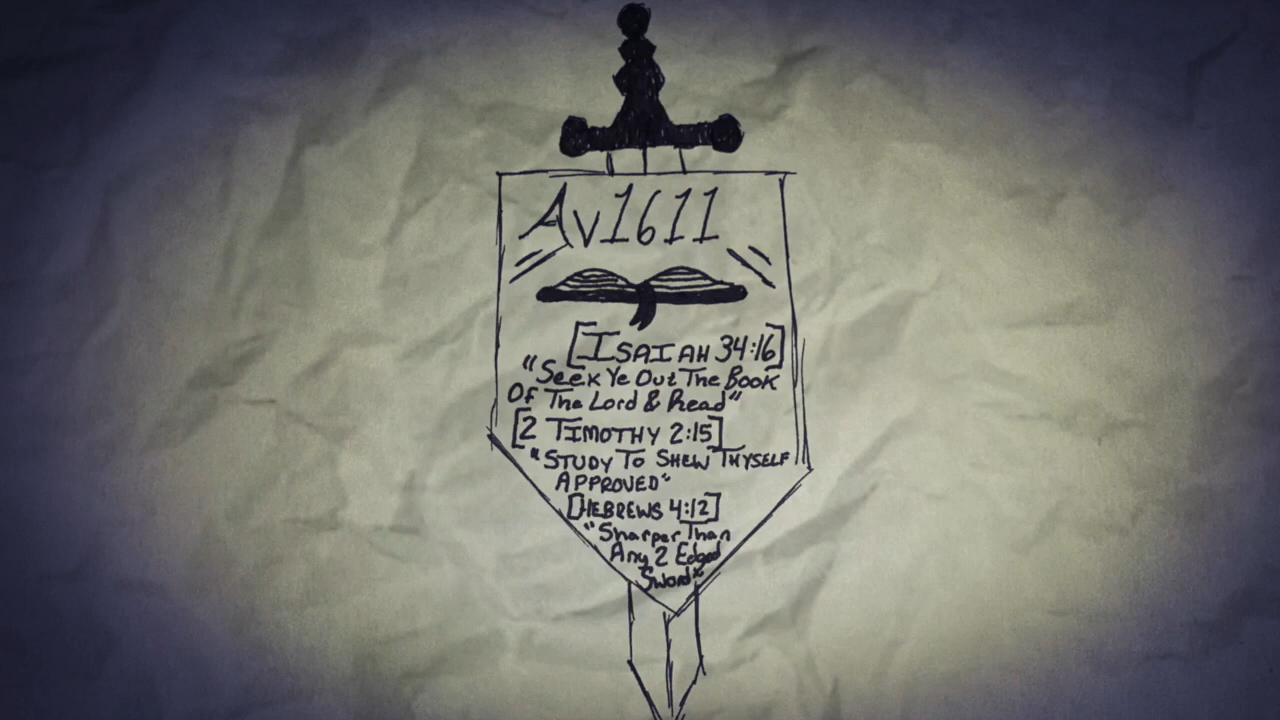 Av1611
[ISAIAH 34:16]
"Seek Ye Out The Book
Of The Lord & Read"
[2 TIMOTHY 2:15]
"STUDY TO SHEW THYSELF
APPROVED"
[HEBREWS 4:12]
"Sharper Than
Any 2 Edged
Sword"